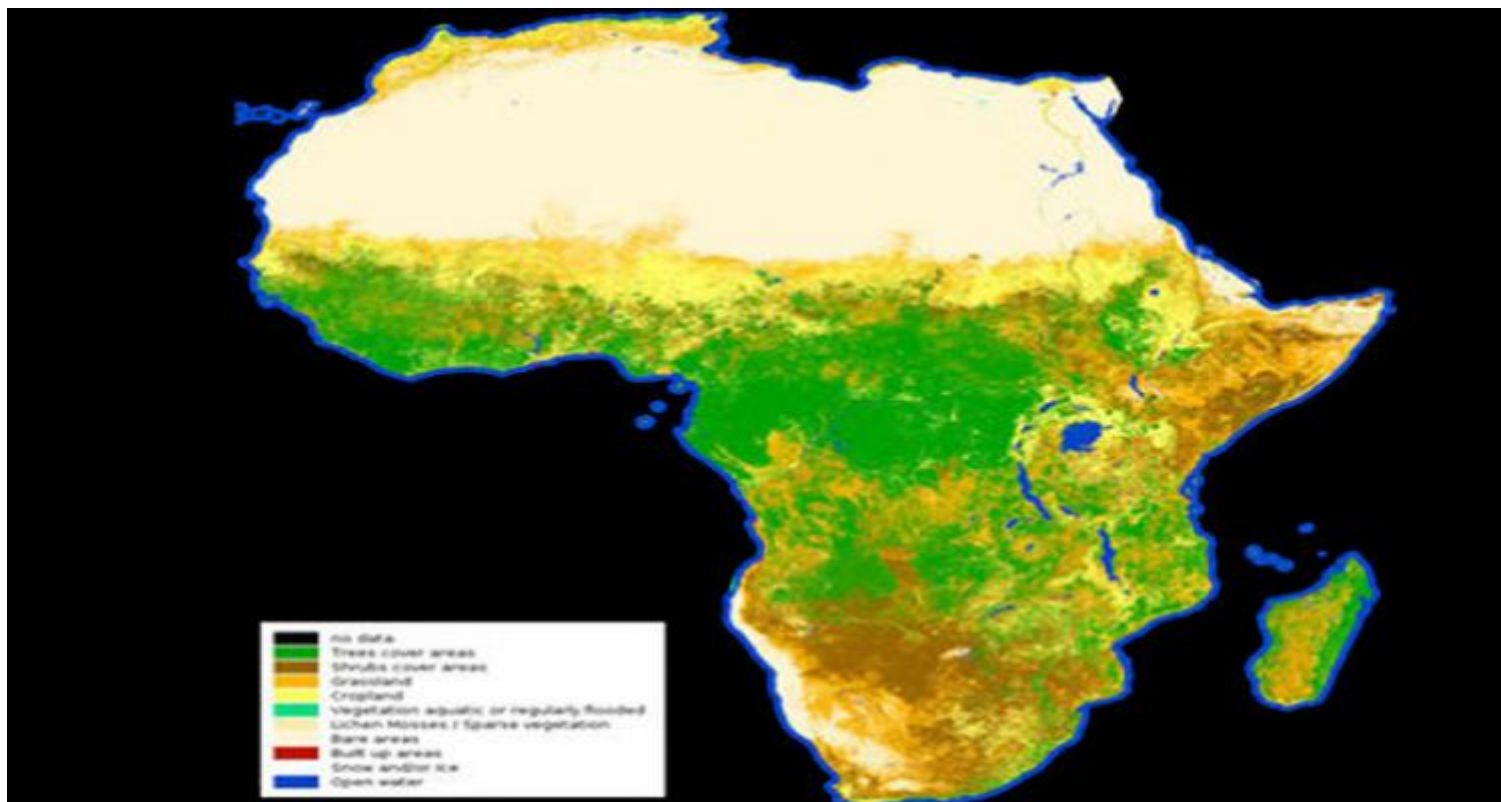 no data
Trees cover areas
Shrubs cover areas
Grassland
Cropland
Vegetation aquatic or regularly flooded
Lichen Mosses / Sparse vegetation
Bare areas
Built up areas
Snow and/or ice
Open water